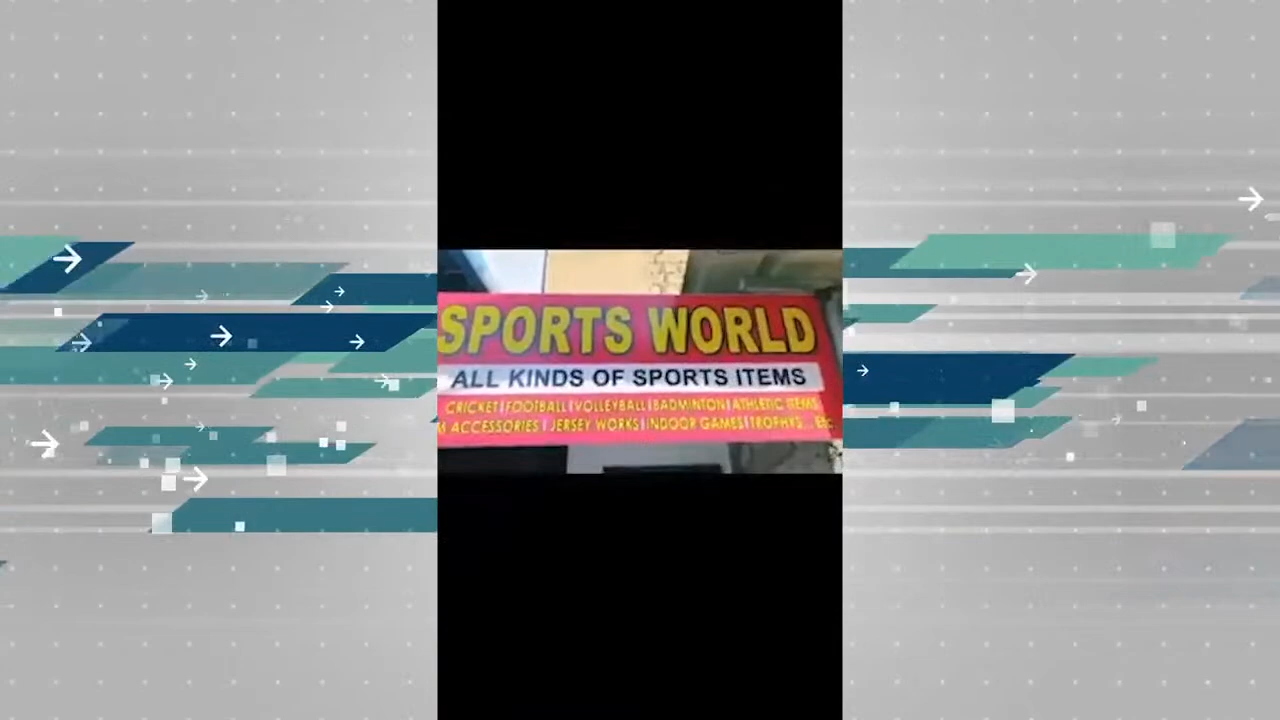 SPORTS WORLD
ALL KINDS OF SPORTS ITEMS
CRICKET | FOOTBALL | VOLLEYBALL | BADMINTON | ATHLETIC ITEMS
ACCESSORIES | JERSEY WORKS | INDOOR GAMES | TROPHYS... Etc